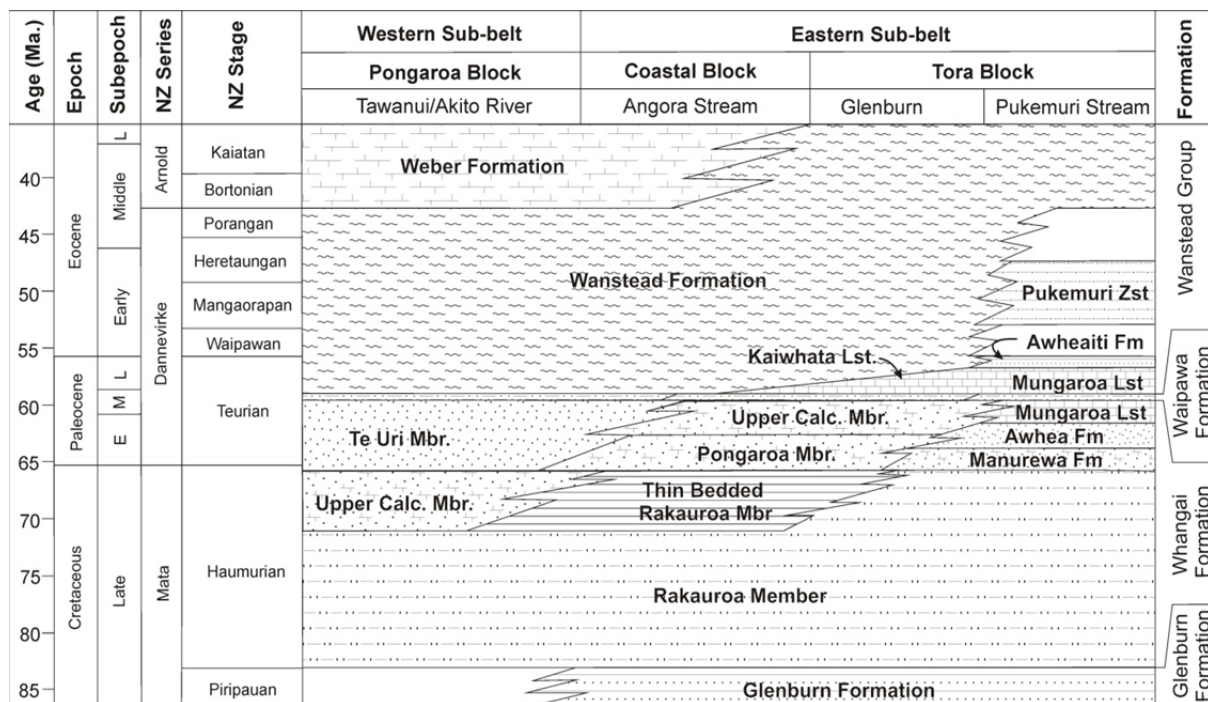 Western Sub-belt
Eastern Sub-belt
Pongaroa Block
Coastal Block
Tora Block
Age (Ma.)
Epoch
Subepoch
NZ Series
NZ Stage
Tawanui/Akito River
Angora Stream
Glenburn
Pukemuri Stream
Formation
40
45
50
55
60
65
70
75
80
85
Eocene
Paleocene
Cretaceous
L
Middle
Early
L
M
E
Late
Arnold
Dannevirke
Mata
Kaiatan
Bortonian
Porangan
Heretaungan
Mangaorapan
Waipawan
Teurian
Haumurian
Piripauan
Weber Formation
Wanstead Formation
Pukemuri Zst
Awheaiti Fm
Kaiwhata Lst.
Mungaroa Lst
Upper Calc. Mbr.
Mungaroa Lst
Te Uri Mbr.
Awhea Fm
Pongaroa Mbr.
Manurewa Fm
Upper Calc. Mbr.
Thin Bedded
Rakauroa Mbr
Rakauroa Member
Glenburn Formation
Wanstead Group
Waipawa
Formation
Whangai
Formation
Glenburn
Formation